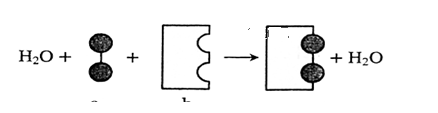 H₂O + + → + H₂O